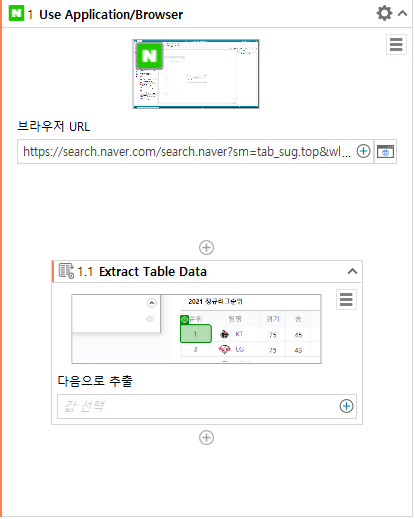 N 1 Use Application/Browser
N
브라우저 URL
https://search.naver.com/search.naver?sm=tab_sug.top&wl...
1.1 Extract Table Data
2021 정규리그순위
순위 팀명 경기 승
1 KT 75 45
2 LG 75 43
다음으로 추출
값 선택